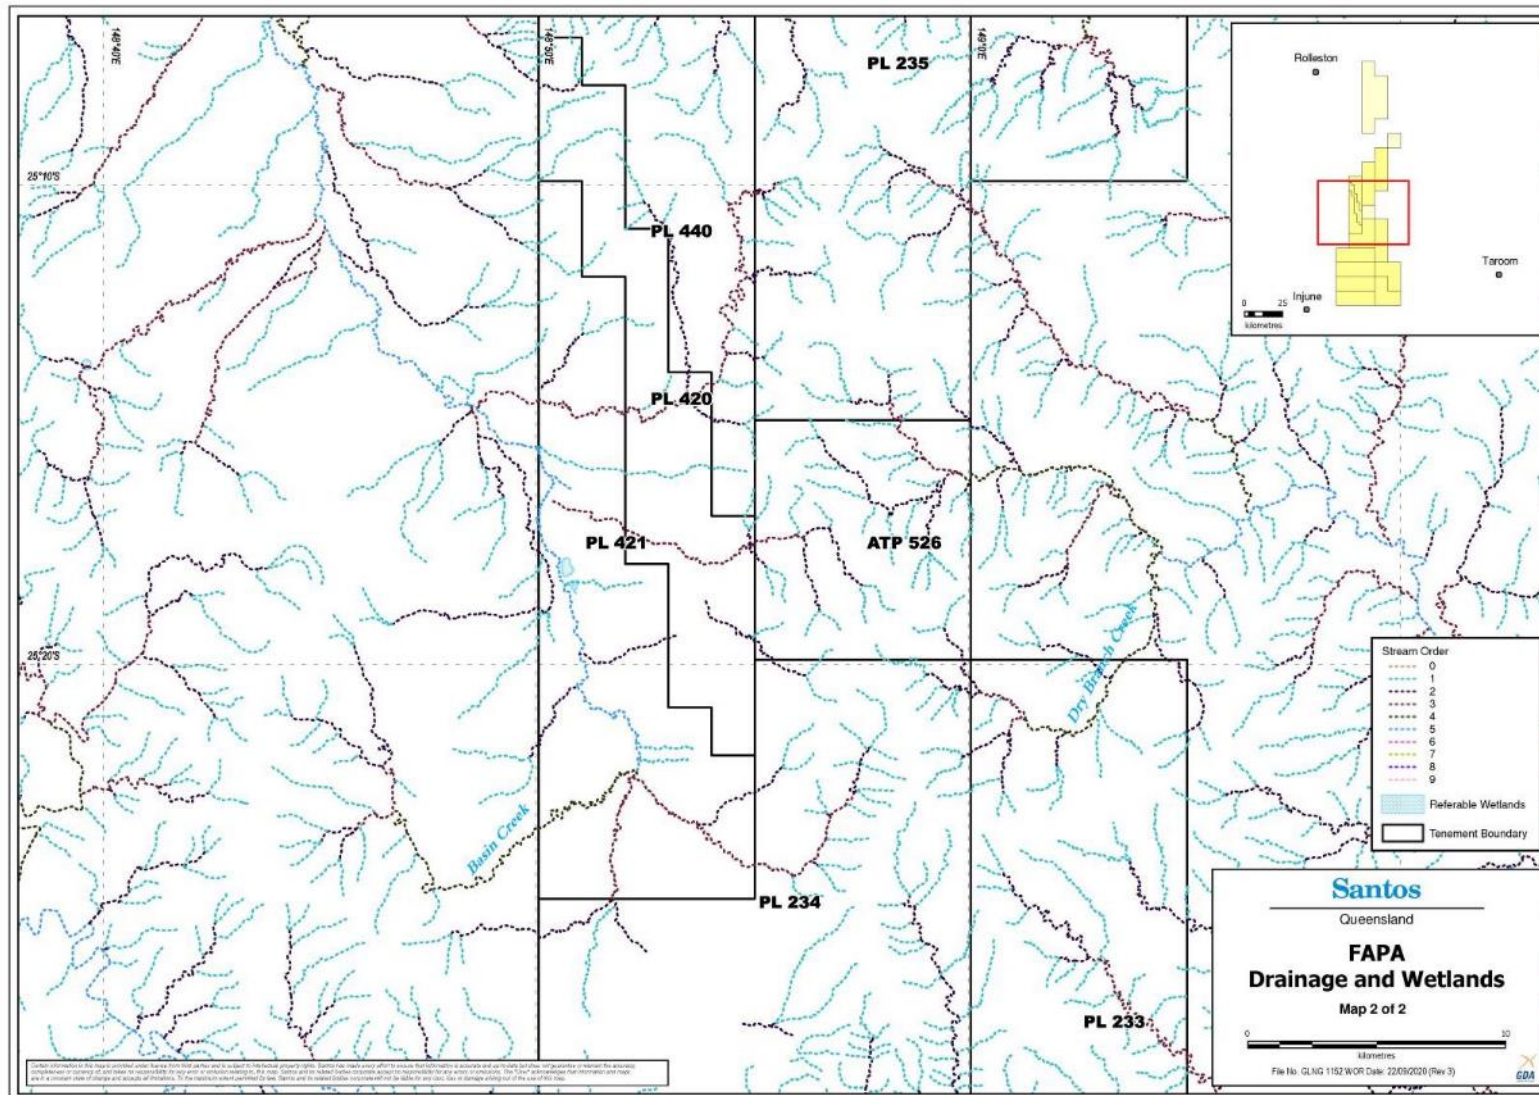 148°40'E
148°50'E
PL 235
Rolleston
25°10'S
PL 440
Taroom
Injune
0 25
kilometres
PL 420
PL 421
ATP 526
Dry Branch Creek
25°20'S
Stream Order
0
1
2
3
4
5
6
7
8
9
Referable Wetlands
Tenement Boundary
Basin Creek
PL 234
Santos
Queensland
FAPA
Drainage and Wetlands
Map 2 of 2
PL 233
0 10
kilometres
File No. GLNG 1152 WOR Date: 22/09/2020 (Rev 3)
GDA